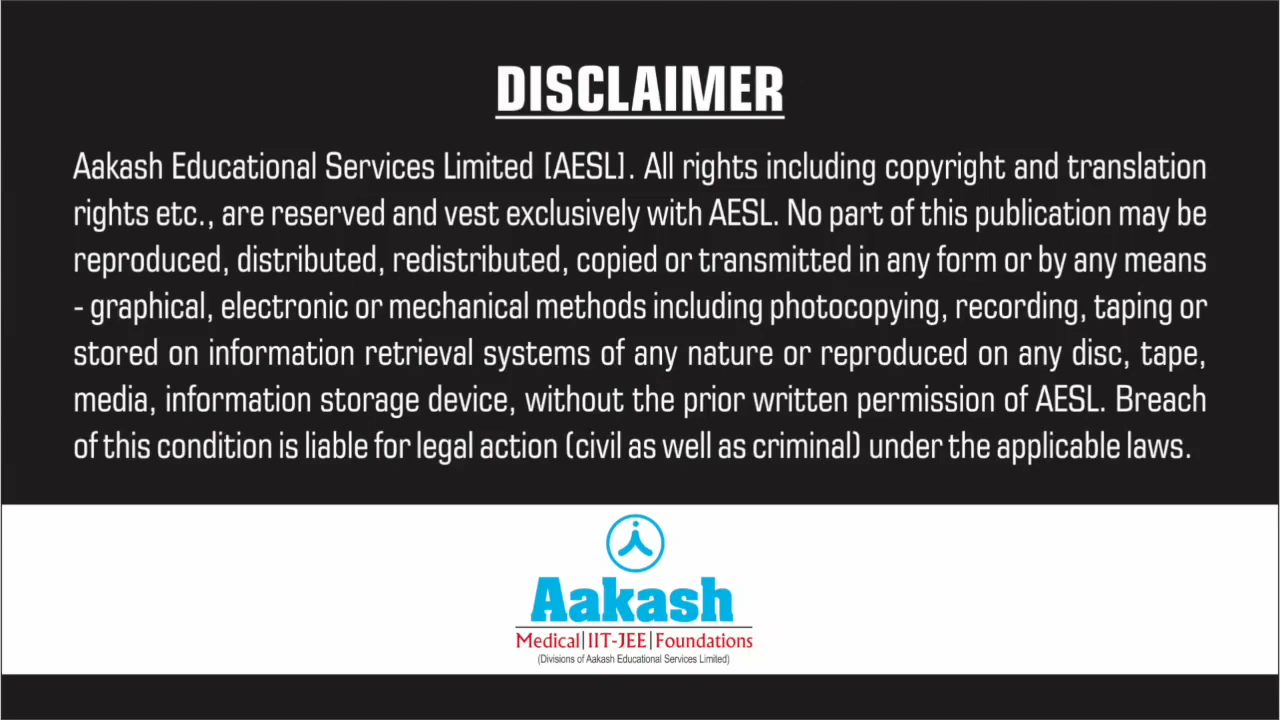 DISCLAIMER
Aakash Educational Services Limited [AESL]. All rights including copyright and translation
rights etc., are reserved and vest exclusively with AESL. No part of this publication may be
reproduced, distributed, redistributed, copied or transmitted in any form or by any means
- graphical, electronic or mechanical methods including photocopying, recording, taping or
stored on information retrieval systems of any nature or reproduced on any disc, tape,
media, information storage device, without the prior written permission of AESL. Breach
of this condition is liable for legal action (civil as well as criminal) under the applicable laws.
Aakash
Medical|IIT-JEE|Foundations
(Divisions of Aakash Educational Services Limited)